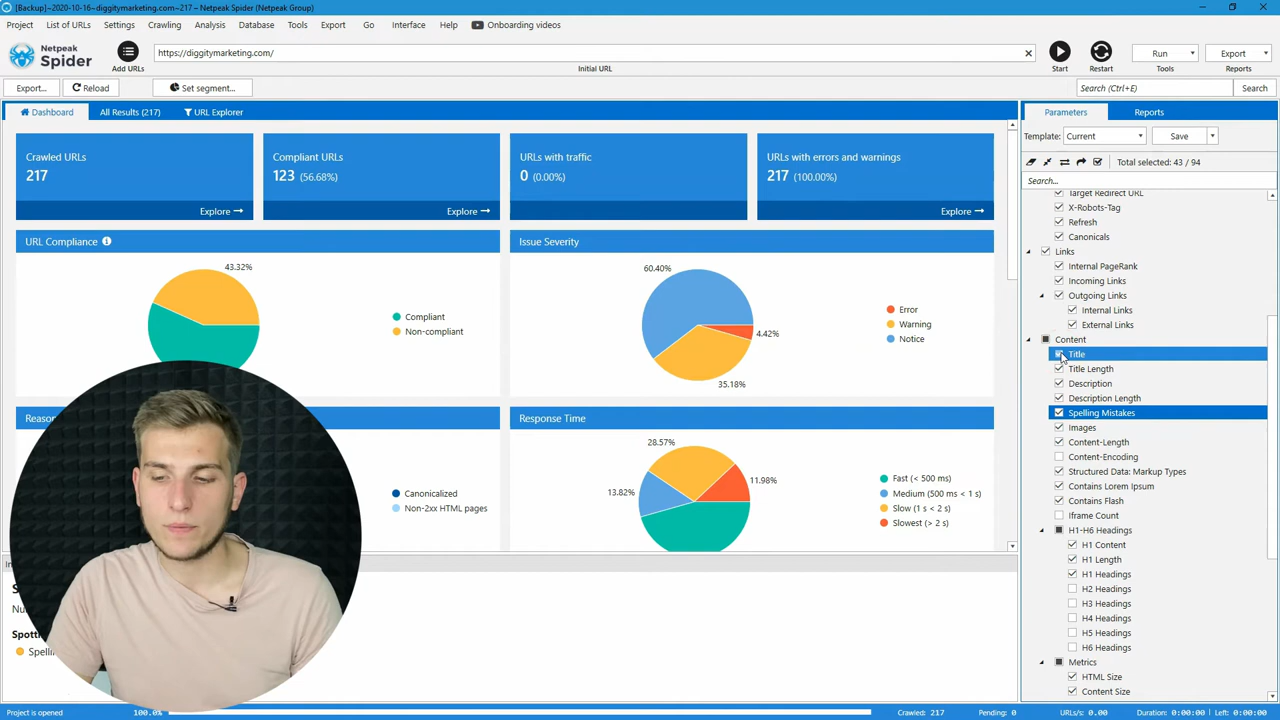 [Backup]~2020-10-16~diggitymarketing.com~217 - Netpeak Spider (Netpeak Group)
Project List of URLs Settings Crawling Analysis Database Tools Export Go Interface Help Onboarding videos
Netpeak Spider
Add URLs
https://diggitymarketing.com/
Initial URL
Start
Restart
Run
Tools
Export
Reports
Export...
Reload
Set segment...
Search (Ctrl+E)
Search
Dashboard
All Results (217)
URL Explorer
Crawled URLs
217
Explore
Compliant URLs
123 (56.68%)
Explore
URLs with traffic
0 (0.00%)
URLs with errors and warnings
217 (100.00%)
Explore
URL Compliance
43.32%
Compliant
Non-compliant
Issue Severity
60.40%
4.42%
35.18%
Error
Warning
Notice
Canonicalized
Non-2xx HTML pages
Response Time
28.57%
13.82%
11.98%
Fast (< 500 ms)
Medium (500 ms < 1 s)
Slow (1 s < 2 s)
Slowest (> 2 s)
Parameters
Reports
Template:
Current
Save
Total selected: 43 / 94
Search...
Target Redirect URL
X-Robots-Tag
Refresh
Canonicals
Links
Internal PageRank
Incoming Links
Outgoing Links
Internal Links
External Links
Content
Title
Title Length
Description
Description Length
Spelling Mistakes
Images
Content-Length
Content-Encoding
Structured Data: Markup Types
Contains Lorem Ipsum
Contains Flash
Iframe Count
H1-H6 Headings
H1 Content
H1 Length
H1 Headings
H2 Headings
H3 Headings
H4 Headings
H5 Headings
H6 Headings
Metrics
HTML Size
Content Size
Project is opened
100.0%
Crawled: 217
Pending: 0
URLs/s: 0.00
Duration: 0:00:00
Left: 0:00:00